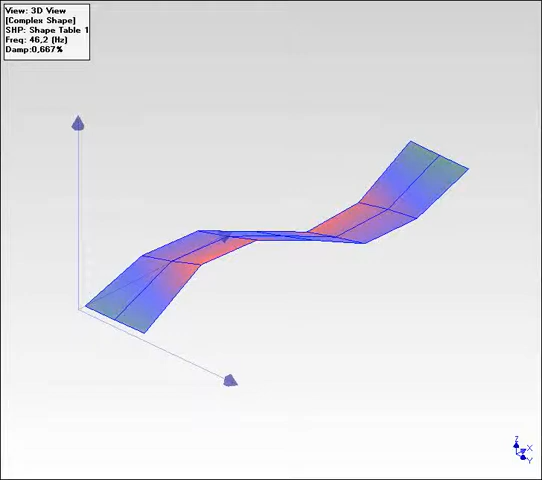 View: 3D View
[Complex Shape]
SHP: Shape Table 1
Freq: 46,2 (Hz)
Damp:0,667%
Z
X
Y